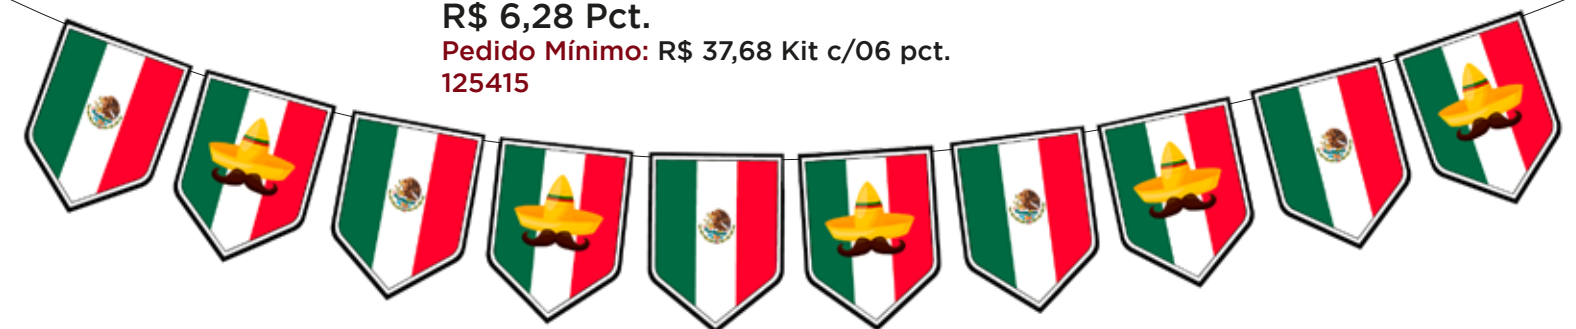 R$ 6,28 Pct.
Pedido Mínimo: R$ 37,68 Kit c/06 pct.
125415